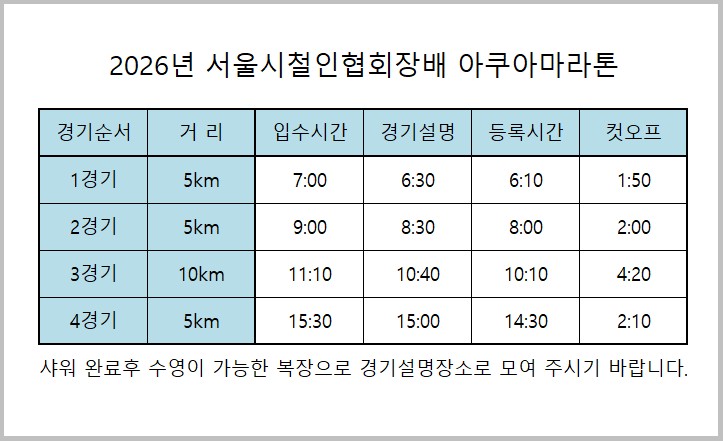 2026년 서울시철인협회장배 아쿠아마라톤
경기순서 거 리 입수시간 경기설명 등록시간 컷오프
1경기 5km 7:00 6:30 6:10 1:50
2경기 5km 9:00 8:30 8:00 2:00
3경기 10km 11:10 10:40 10:10 4:20
4경기 5km 15:30 15:00 14:30 2:10
샤워 완료후 수영이 가능한 복장으로 경기설명장소로 모여 주시기 바랍니다.